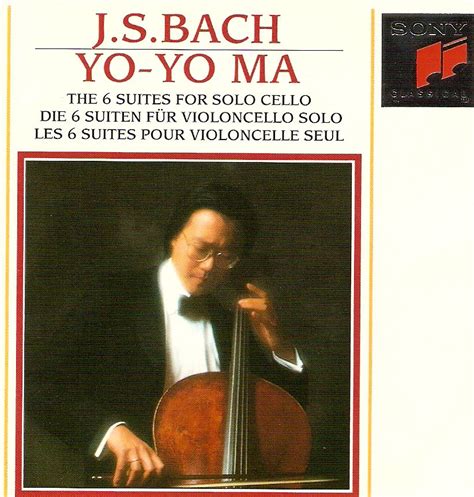 J.S.BACH
YO-YO MA
THE 6 SUITES FOR SOLO CELLO
DIE 6 SUITEN FÜR VIOLONCELLO SOLO
LES 6 SUITES POUR VIOLONCELLE SEUL
SONY
CLASSICAL